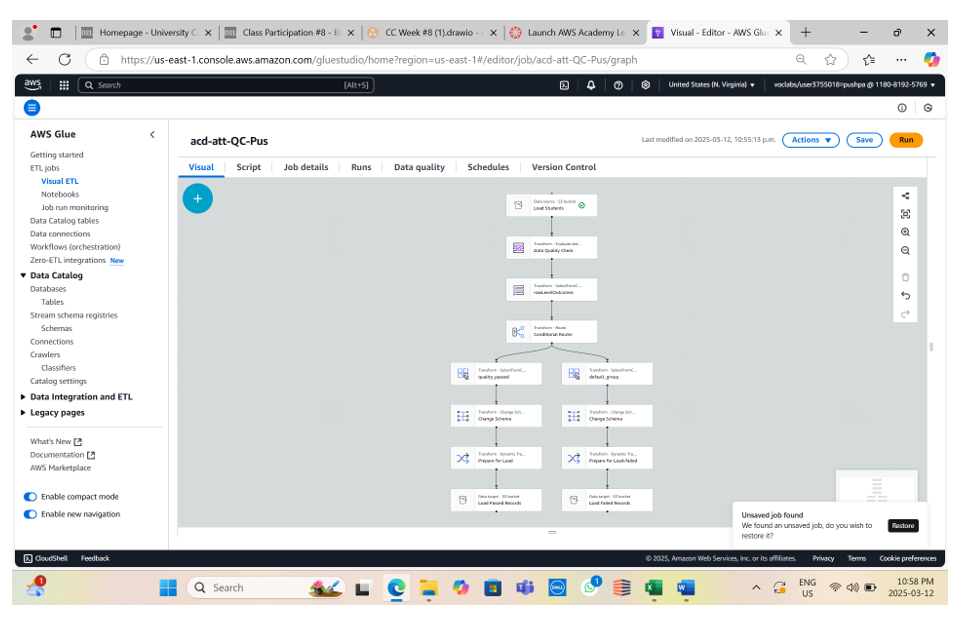 Homepage - University C
Class Participation #8 - B
CC Week #8 (1).drawio -
Launch AWS Academy Le
Visual - Editor - AWS Glu
https://us-east-1.console.aws.amazon.com/gluestudio/home?region=us-east-1#/editor/job/acd-att-QC-Pus/graph
aws
Search
[Alt+S]
United States (N. Virginia)
voclabs/user3755018=pushpa @ 1180-8192-5769
AWS Glue
Getting started
ETL jobs
Visual ETL
Notebooks
Job run monitoring
Data Catalog tables
Data connections
Workflows (orchestration)
Zero-ETL integrations New
Data Catalog
Databases
Tables
Stream schema registries
Schemas
Connections
Crawlers
Classifiers
Catalog settings
Data Integration and ETL
Legacy pages
What's New
Documentation
AWS Marketplace
Enable compact mode
Enable new navigation
acd-att-QC-Pus
Last modified on 2025-03-12, 10:55:13 p.m.
Actions
Save
Run
Visual
Script
Job details
Runs
Data quality
Schedules
Version Control
Data source - S3 bucket
Load Students
Transform - Evaluate Dat...
Data Quality Check
Transform - SelectFromC...
rowLevelOutcomes
Transform - Route
Conditional Router
Transform - SelectFromC...
quality_passed
Transform - SelectFromC...
default_group
Transform - Change Sch...
Change Schema
Transform - Change Sch...
Change Schema
Transform - Dynamic Tra...
Prepare for Load
Transform - Dynamic Tra...
Prepare for Load-failed
Data target - S3 bucket
Load Passed Records
Data target - S3 bucket
Load Failed Records
Unsaved job found
We found an unsaved job, do you wish to
restore it?
Restore
CloudShell
Feedback
© 2025, Amazon Web Services, Inc. or its affiliates.
Privacy
Terms
Cookie preferences
1
Search
DELL
1
ENG
US
10:58 PM
2025-03-12